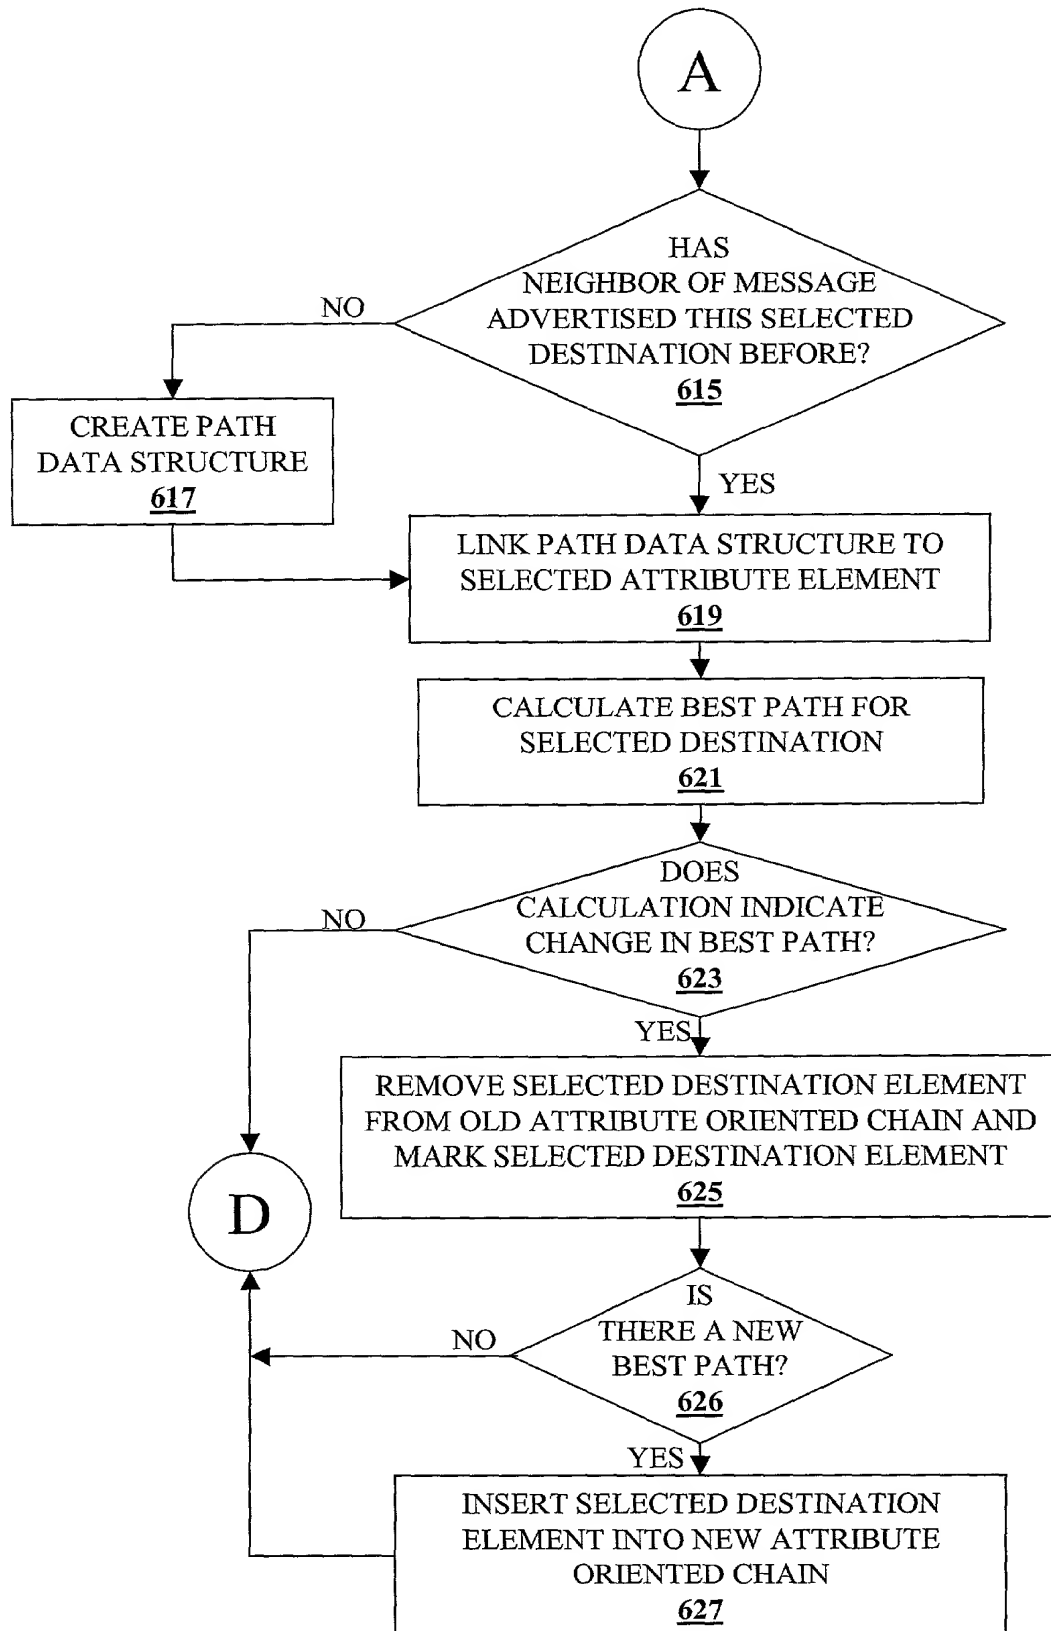 A
HAS
NEIGHBOR OF MESSAGE
ADVERTISED THIS SELECTED
DESTINATION BEFORE?
615
NO
CREATE PATH
DATA STRUCTURE
617
YES
LINK PATH DATA STRUCTURE TO
SELECTED ATTRIBUTE ELEMENT
619
CALCULATE BEST PATH FOR
SELECTED DESTINATION
621
DOES
CALCULATION INDICATE
CHANGE IN BEST PATH?
623
NO
YES
REMOVE SELECTED DESTINATION ELEMENT
FROM OLD ATTRIBUTE ORIENTED CHAIN AND
MARK SELECTED DESTINATION ELEMENT
625
D
IS
THERE A NEW
BEST PATH?
626
NO
YES
INSERT SELECTED DESTINATION
ELEMENT INTO NEW ATTRIBUTE
ORIENTED CHAIN
627